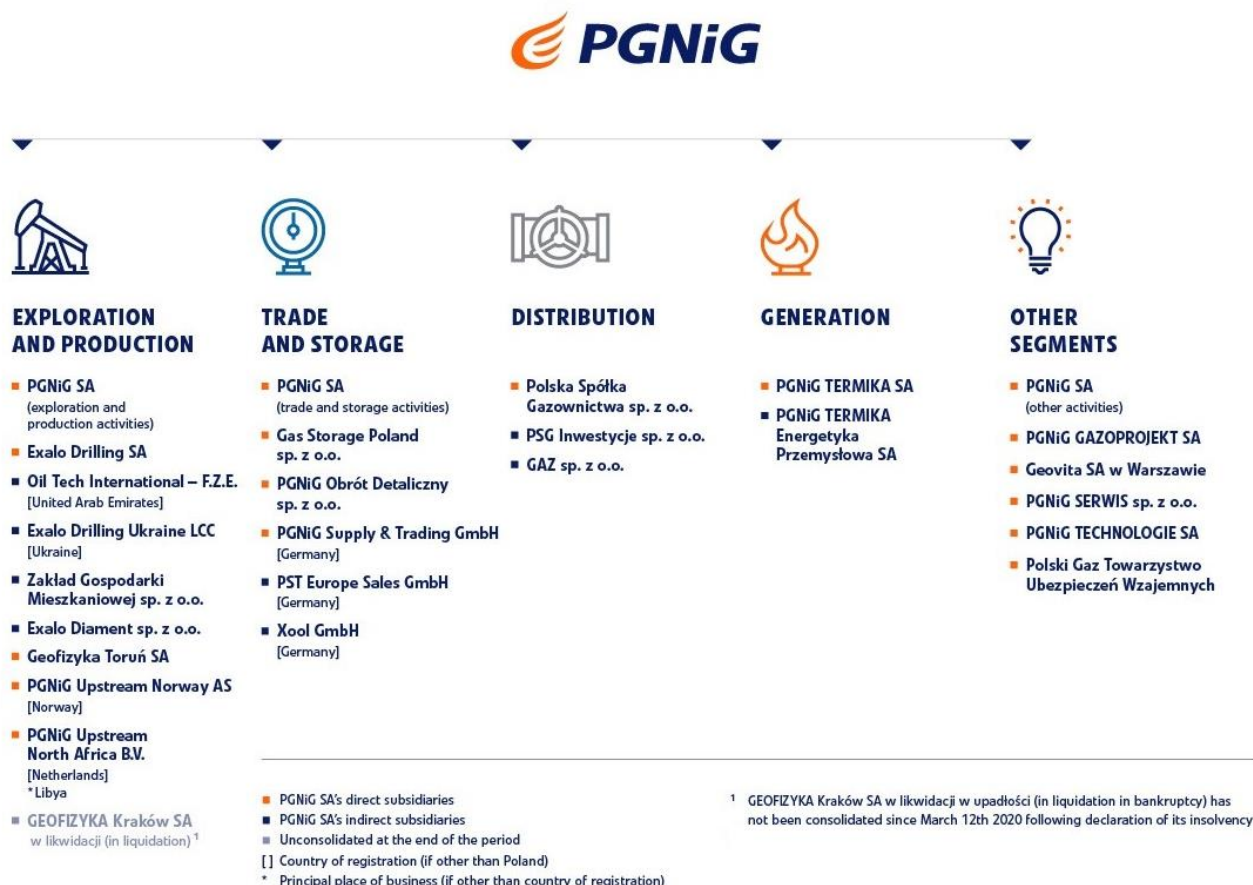 PGNiG
EXPLORATION
AND PRODUCTION
PGNiG SA
(exploration and
production activities)
Exalo Drilling SA
Oil Tech International – F.Z.E.
[United Arab Emirates]
Exalo Drilling Ukraine LCC
[Ukraine]
Zakład Gospodarki
Mieszkaniowej sp. z o.o.
Exalo Diament sp. z o.o.
Geofizyka Toruń SA
PGNiG Upstream Norway AS
[Norway]
PGNiG Upstream
North Africa B.V.
[Netherlands]
*Libya
GEOFIZYKA Kraków SA
w likwidacji (in liquidation) ¹
TRADE
AND STORAGE
PGNiG SA
(trade and storage activities)
Gas Storage Poland
sp. z o.o.
PGNiG Obrót Detaliczny
sp. z o.o.
PGNiG Supply & Trading GmbH
[Germany]
PST Europe Sales GmbH
[Germany]
Xool GmbH
[Germany]
DISTRIBUTION
Polska Spółka
Gazownictwa sp. z o.o.
PSG Inwestycje sp. z o.o.
GAZ sp. z o.o.
GENERATION
PGNiG TERMIKA SA
PGNiG TERMIKA
Energetyka
Przemysłowa SA
OTHER
SEGMENTS
PGNiG SA
(other activities)
PGNiG GAZOPROJEKT SA
Geovita SA w Warszawie
PGNiG SERWIS sp. z o.o.
PGNiG TECHNOLOGIE SA
Polski Gaz Towarzystwo
Ubezpieczeń Wzajemnych
PGNiG SA's direct subsidiaries
PGNiG SA's indirect subsidiaries
Unconsolidated at the end of the period
[ ] Country of registration (if other than Poland)
* Principal place of business (if other than country of registration)
¹ GEOFIZYKA Kraków SA w likwidacji w upadłości (in liquidation in bankruptcy) has
not been consolidated since March 12th 2020 following declaration of its insolvency